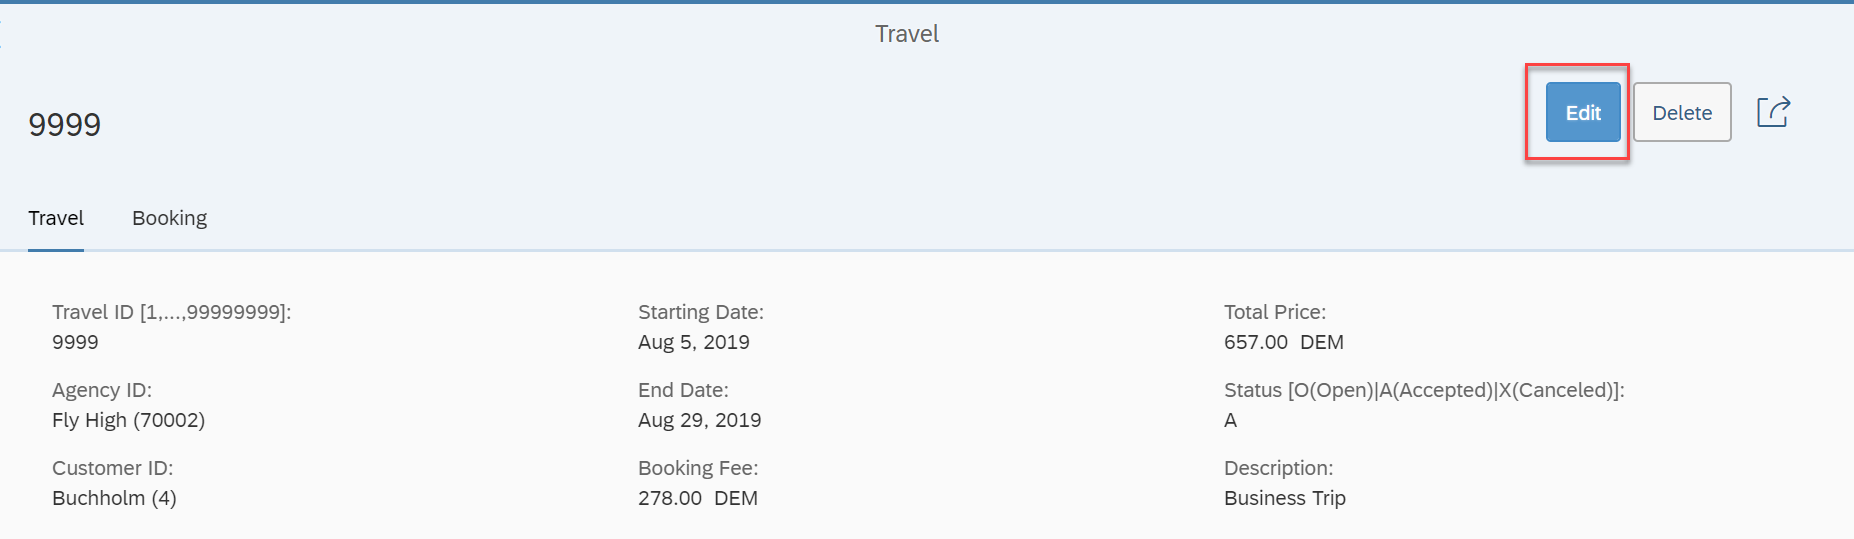 Travel
9999
Edit
Delete
Travel
Booking
Travel ID [1,...,99999999]:
9999
Agency ID:
Fly High (70002)
Customer ID:
Buchholm (4)
Starting Date:
Aug 5, 2019
End Date:
Aug 29, 2019
Booking Fee:
278.00 DEM
Total Price:
657.00 DEM
Status [O(Open)|A(Accepted)|X(Canceled)]:
A
Description:
Business Trip